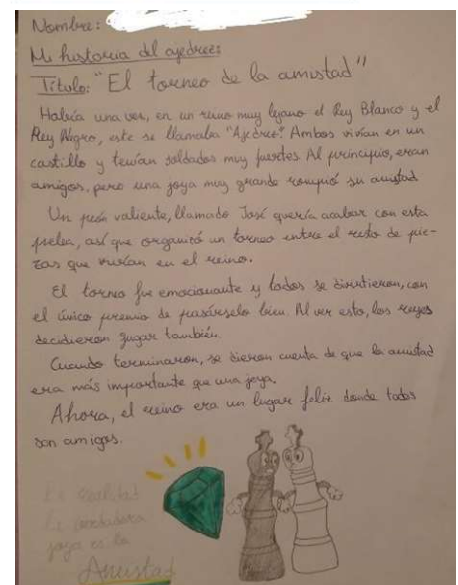 Nombre:
Mi historia del ajedrez:
Título: "El torneo de la amistad"
Había una vez, en un reino muy lejano el Rey Blanco y el
Rey Negro, este se llamaba "Ajedrez". Ambos vivían en un
castillo y tenían soldados muy fuertes. Al principio, eran
amigos, pero una joya muy grande rompió su amistad
Un peón valiente, llamado José quería acabar con esta
pelea, así que organizó un torneo entre el resto de pie-
zas que vivían en el reino.
El torneo fue emocionante y todos se divirtieron, con
el único premio de pasárselo bien. Al ver esto, los reyes
decidieron jugar también.
Cuando terminaron, se dieron cuenta de que la amistad
era más importante que una joya.
Ahora, el reino era un lugar feliz donde todos
son amigos.
La realidad
La verdadera
joya es la
Amistad